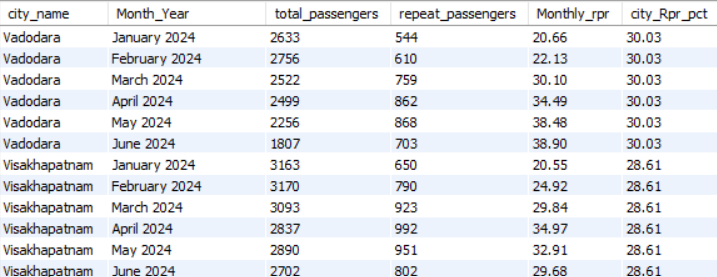 city_name Month_Year total_passengers repeat_passengers Monthly_rpr city_Rpr_pct
Vadodara January 2024 2633 544 20.66 30.03
Vadodara February 2024 2756 610 22.13 30.03
Vadodara March 2024 2522 759 30.10 30.03
Vadodara April 2024 2499 862 34.49 30.03
Vadodara May 2024 2256 868 38.48 30.03
Vadodara June 2024 1807 703 38.90 30.03
Visakhapatnam January 2024 3163 650 20.55 28.61
Visakhapatnam February 2024 3170 790 24.92 28.61
Visakhapatnam March 2024 3093 923 29.84 28.61
Visakhapatnam April 2024 2837 992 34.97 28.61
Visakhapatnam May 2024 2890 951 32.91 28.61
Visakhapatnam June 2024 2702 802 29.68 28.61